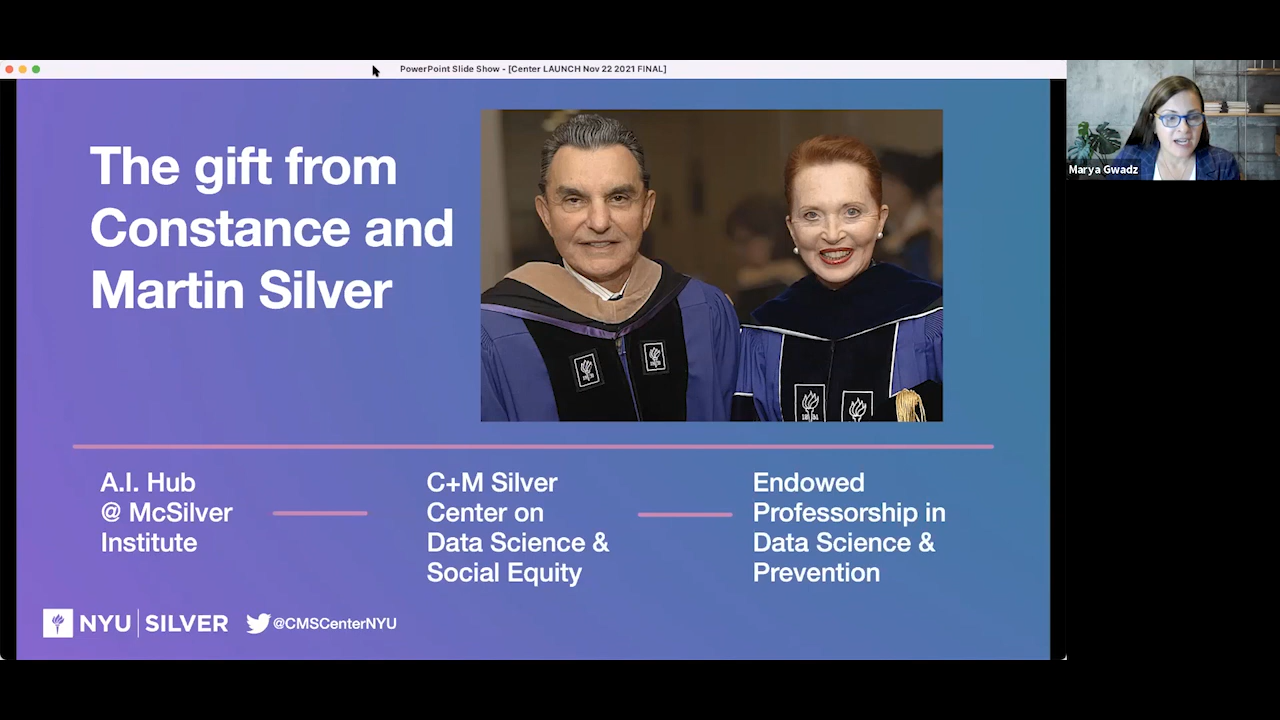 PowerPoint Slide Show - [Center LAUNCH Nov 22 2021 FINAL]
The gift from
Constance and
Martin Silver
Marya Gwadz
A.I. Hub
@ McSilver
Institute
C+M Silver
Center on
Data Science &
Social Equity
Endowed
Professorship in
Data Science &
Prevention
NYU SILVER @CMSCenterNYU